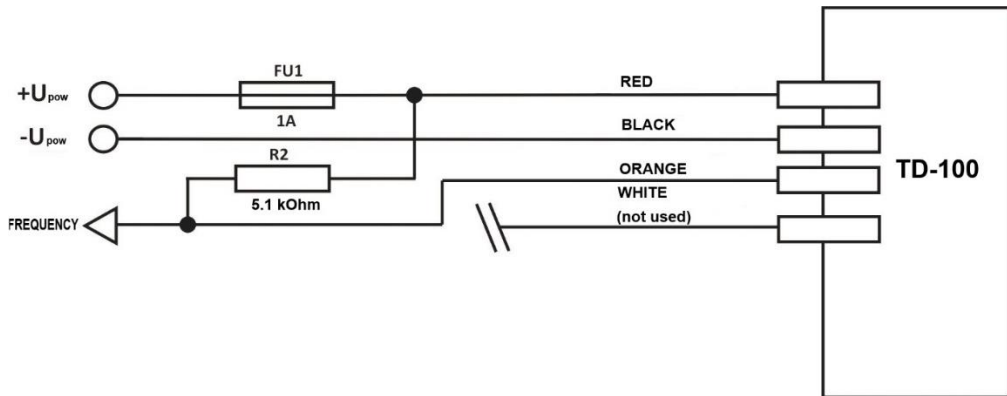 FU1
+Upow
1A
RED
-Upow
BLACK
R2
5.1 kOhm
ORANGE
TD-100
WHITE
(not used)
FREQUENCY